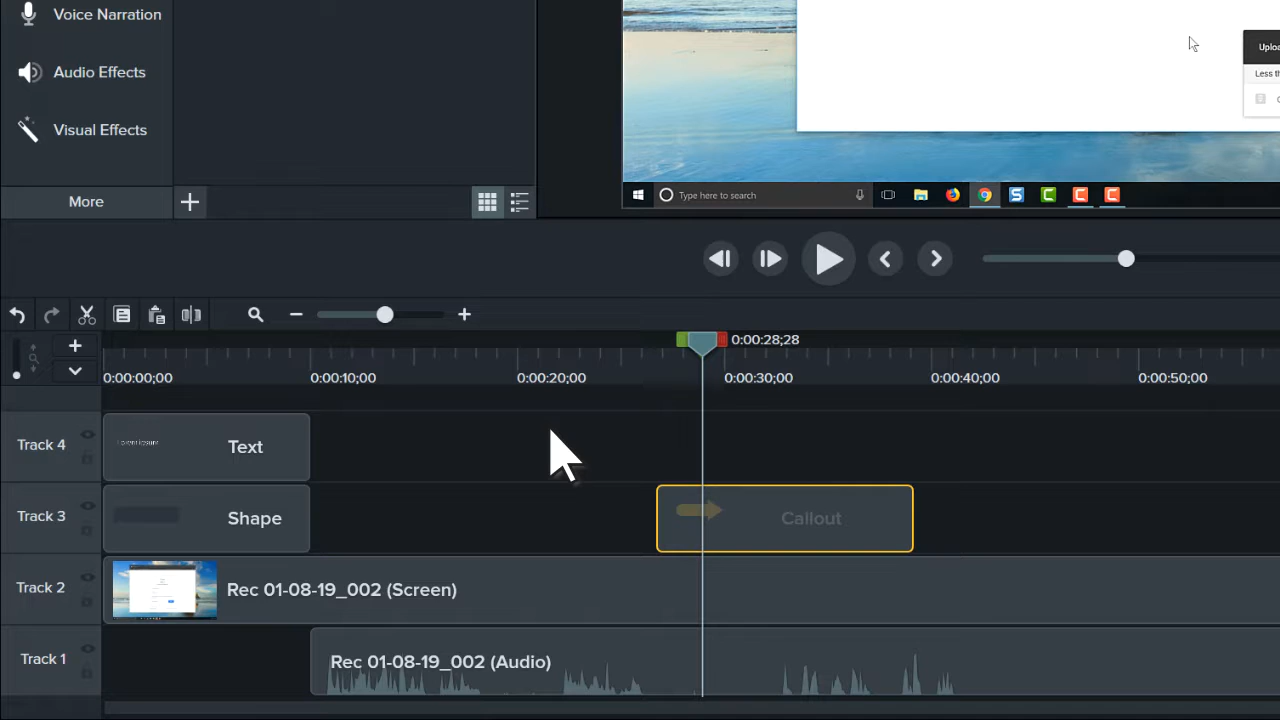 Voice Narration
Audio Effects
Visual Effects
More
Type here to search
0:00:28;28
0:00:00;00
0:00:10;00
0:00:20;00
0:00:30;00
0:00:40;00
0:00:50;00
Track 4
Text
Track 3
Shape
Callout
Track 2
Rec 01-08-19_002 (Screen)
Track 1
Rec 01-08-19_002 (Audio)